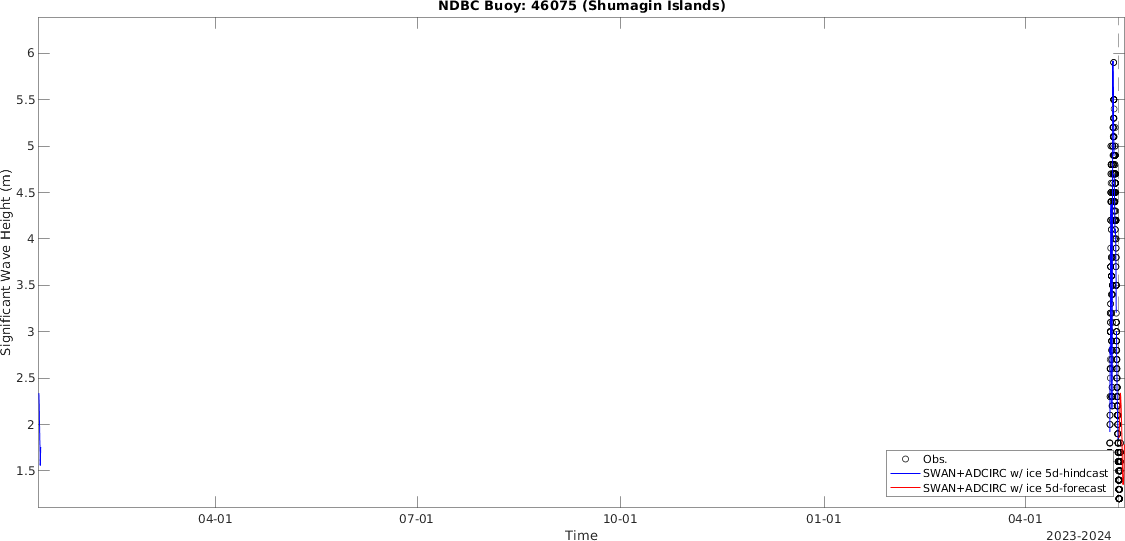 NDBC Buoy: 46075 (Shumagin Islands)
6
5.5
5
4.5
4
3.5
3
2.5
2
1.5
Significant Wave Height (m)
Obs.
SWAN+ADCIRC w/ ice 5d-hindcast
SWAN+ADCIRC w/ ice 5d-forecast
04-01
07-01
10-01
01-01
04-01
Time
2023-2024